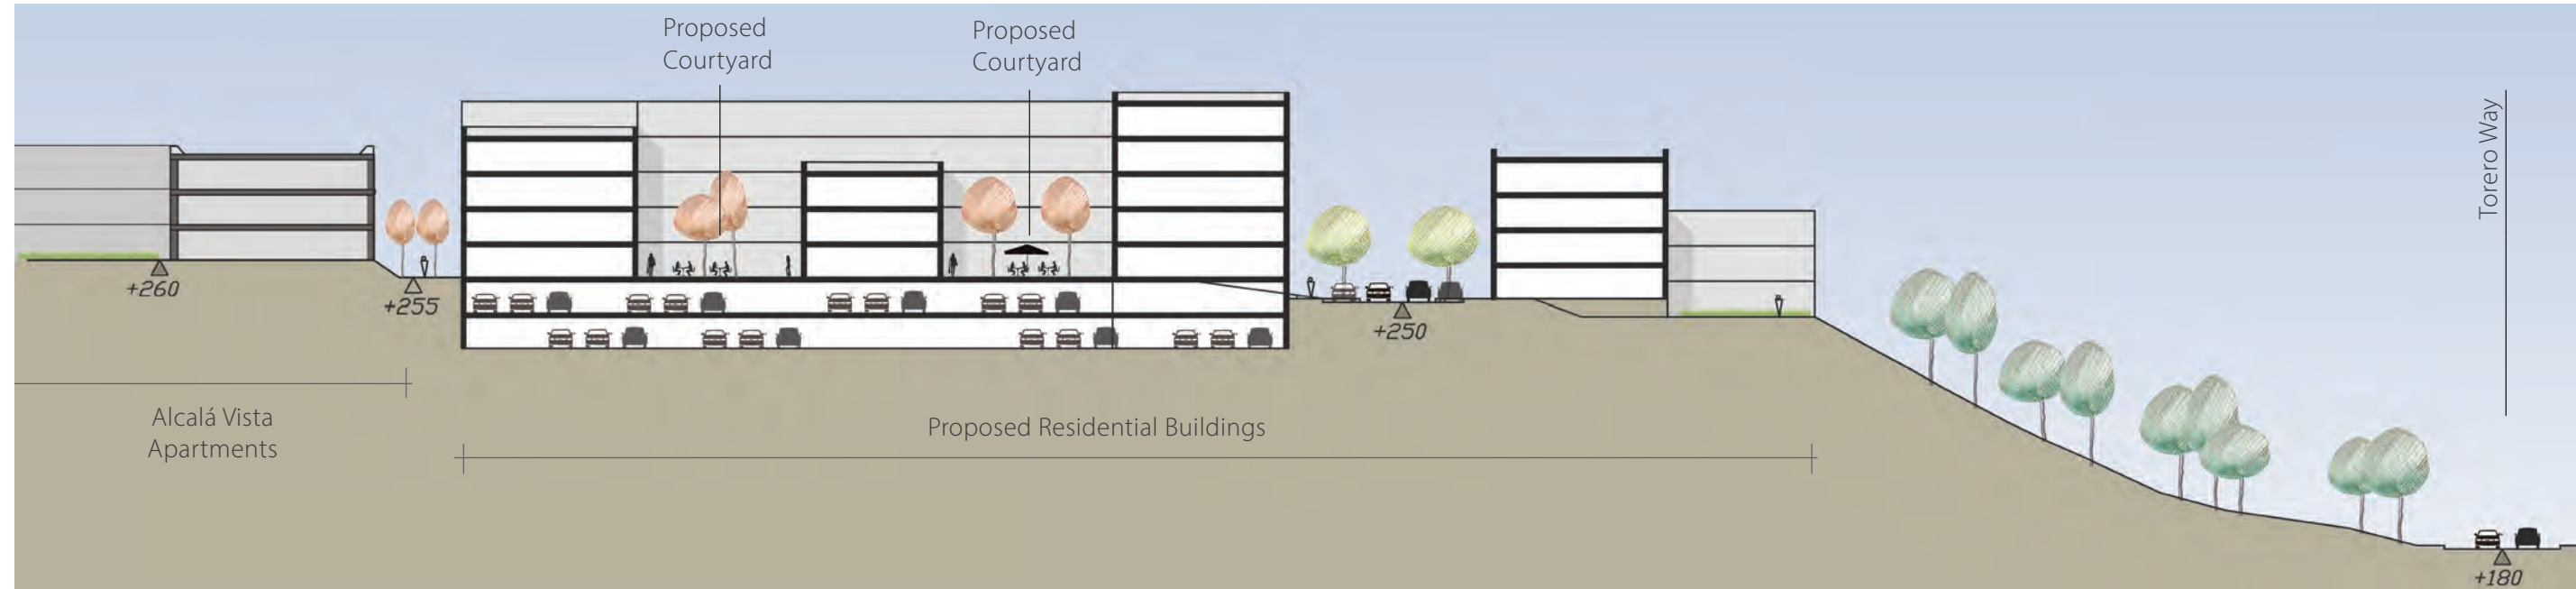 Proposed
Courtyard
Proposed
Courtyard
Torero Way
+260
+255
+250
Alcalá Vista
Apartments
Proposed Residential Buildings
+180